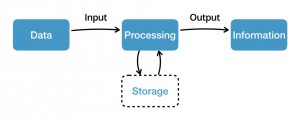 Input
Output
Data
Processing
Information
Storage